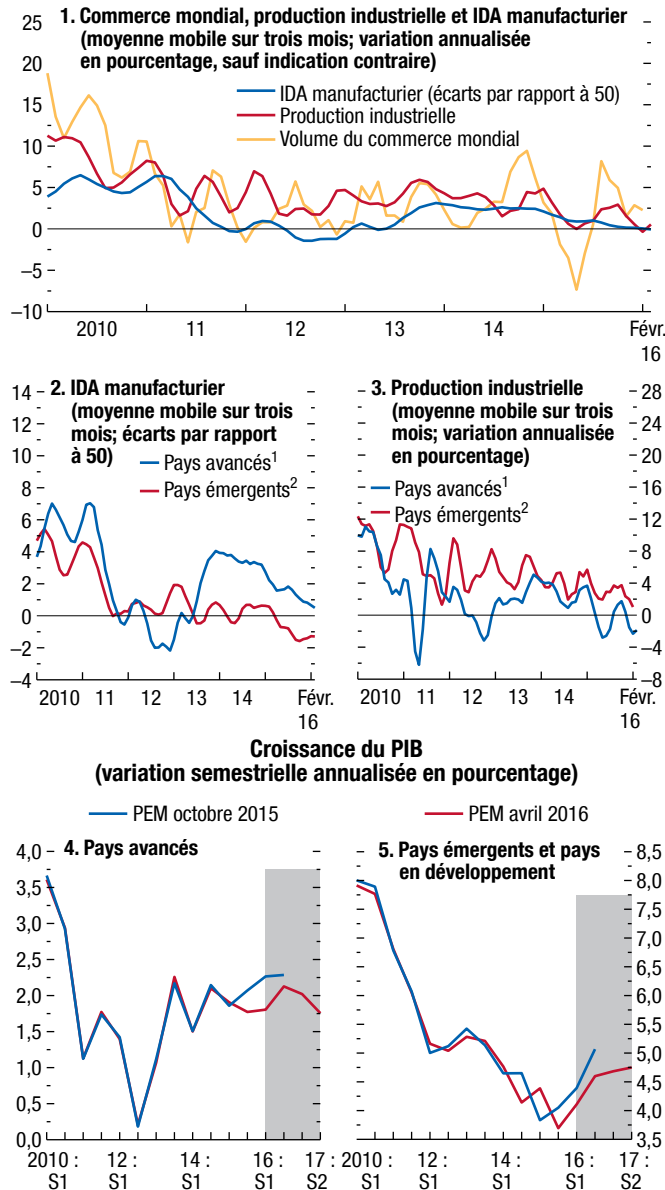 1. Commerce mondial, production industrielle et IDA manufacturier
(moyenne mobile sur trois mois; variation annualisée
en pourcentage, sauf indication contraire)
IDA manufacturier (écarts par rapport à 50)
Production industrielle
Volume du commerce mondial
25
20
15
10
5
0
–5
–10
2010
11
12
13
14
Févr.
16
2. IDA manufacturier
(moyenne mobile sur trois
mois; écarts par rapport
à 50)
Pays avancés1
Pays émergents2
14
12
10
8
6
4
2
0
–2
–4
2010 11 12 13 14 Févr.
16
3. Production industrielle
(moyenne mobile sur trois
mois; variation annualisée
en pourcentage)
Pays avancés1
Pays émergents2
28
24
20
16
12
8
4
0
–4
–8
2010 11 12 13 14 Févr.
16
Croissance du PIB
(variation semestrielle annualisée en pourcentage)
PEM octobre 2015
PEM avril 2016
4. Pays avancés
4,0
3,5
3,0
2,5
2,0
1,5
1,0
0,5
0,0
2010 : 12 : 14 : 16 : 17 :
S1 S1 S1 S1 S2
5. Pays émergents et pays
en développement
8,5
8,0
7,5
7,0
6,5
6,0
5,5
5,0
4,5
4,0
3,5
2010 : 12 : 14 : 16 : 17 :
S1 S1 S1 S1 S2